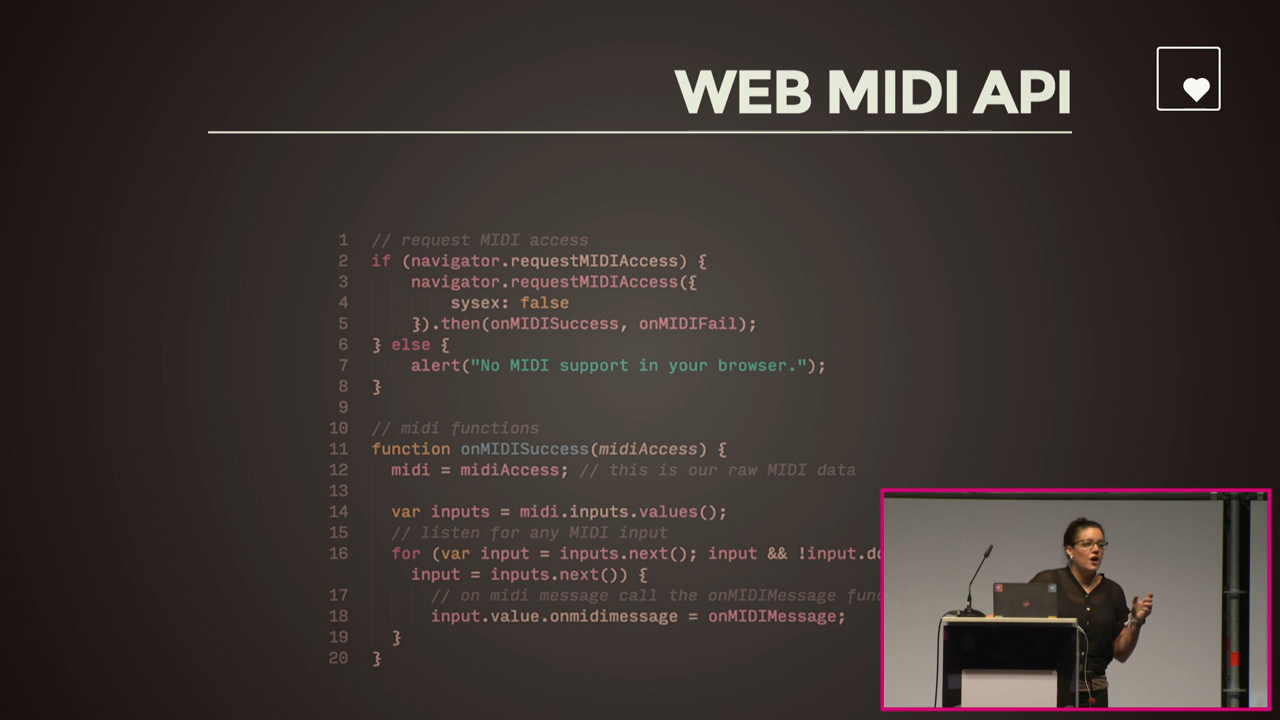 WEB MIDI API
1 // request MIDI access
2 if (navigator.requestMIDIAccess) {
3 navigator.requestMIDIAccess({
4 sysex: false
5 }).then(onMIDISuccess, onMIDIFail);
6 } else {
7 alert("No MIDI support in your browser.");
8 }
9
10 // midi functions
11 function onMIDISuccess(midiAccess) {
12 midi = midiAccess; // this is our raw MIDI data
13
14 var inputs = midi.inputs.values();
15 // listen for any MIDI input
16 for (var input = inputs.next(); input && !input.do
input = inputs.next()) {
17 // on midi message call the onMIDIMessage func
18 input.value.onmidimessage = onMIDIMessage;
19 }
20 }